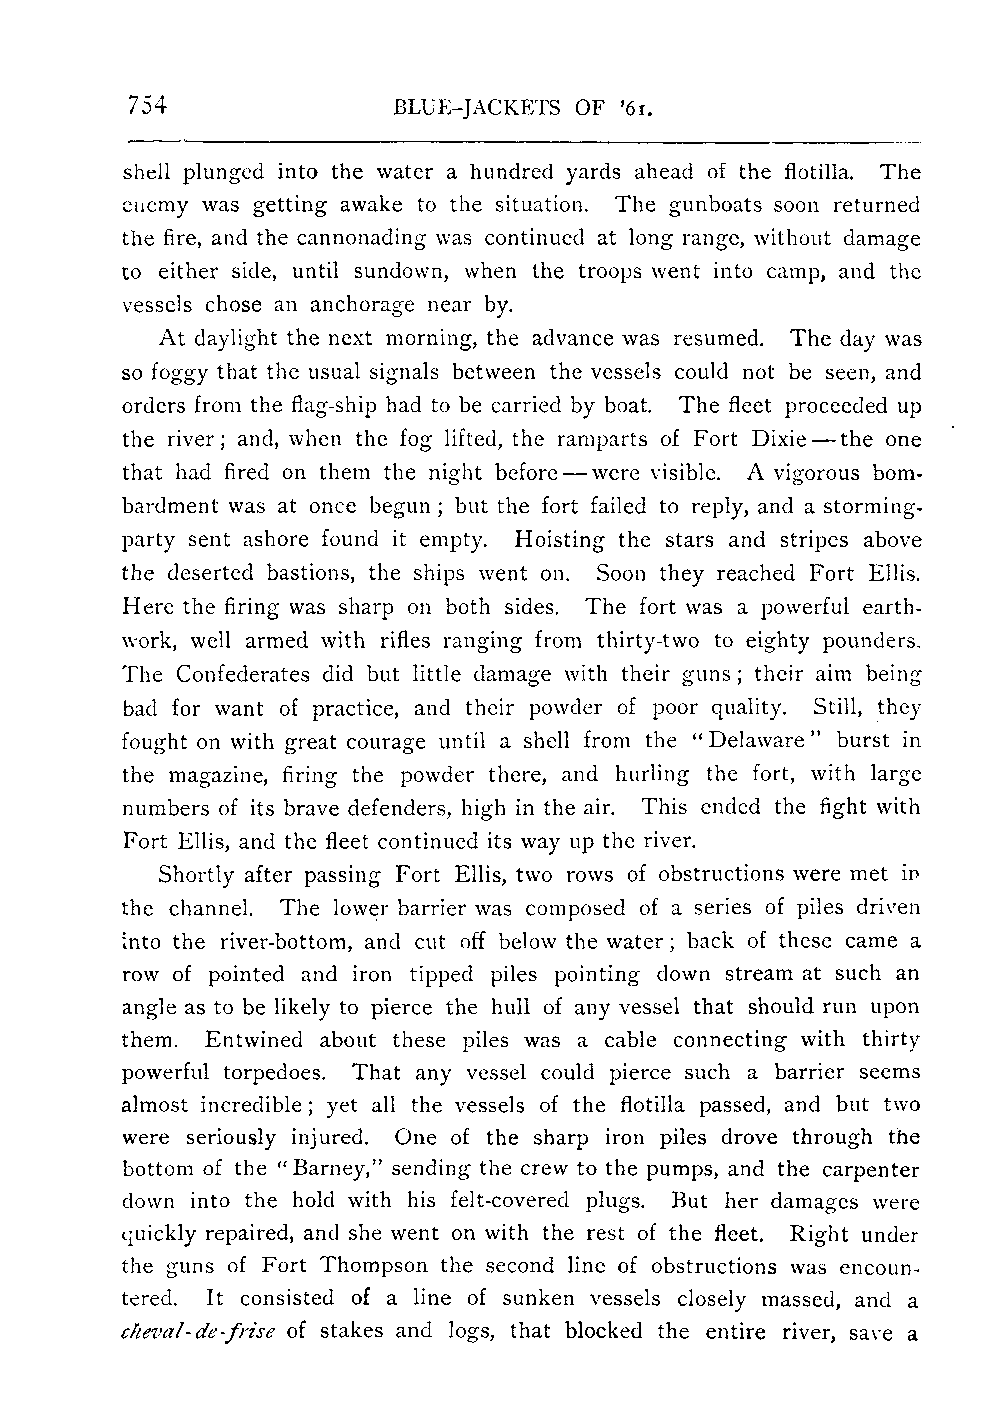 754 BLUE-JACKETS OF '61.
shell plunged into the water a hundred yards ahead of the flotilla. The
enemy was getting awake to the situation. The gunboats soon returned
the fire, and the cannonading was continued at long range, without damage
to either side, until sundown, when the troops went into camp, and the
vessels chose an anchorage near by.
At daylight the next morning, the advance was resumed. The day was
so foggy that the usual signals between the vessels could not be seen, and
orders from the flag-ship had to be carried by boat. The fleet proceeded up
the river; and, when the fog lifted, the ramparts of Fort Dixie—the one
that had fired on them the night before—were visible. A vigorous bom-
bardment was at once begun; but the fort failed to reply, and a storming-
party sent ashore found it empty. Hoisting the stars and stripes above
the deserted bastions, the ships went on. Soon they reached Fort Ellis.
Here the firing was sharp on both sides. The fort was a powerful earth-
work, well armed with rifles ranging from thirty-two to eighty pounders.
The Confederates did but little damage with their guns; their aim being
bad for want of practice, and their powder of poor quality. Still, they
fought on with great courage until a shell from the "Delaware" burst in
the magazine, firing the powder there, and hurling the fort, with large
numbers of its brave defenders, high in the air. This ended the fight with
Fort Ellis, and the fleet continued its way up the river.
Shortly after passing Fort Ellis, two rows of obstructions were met in
the channel. The lower barrier was composed of a series of piles driven
into the river-bottom, and cut off below the water; back of these came a
row of pointed and iron tipped piles pointing down stream at such an
angle as to be likely to pierce the hull of any vessel that should run upon
them. Entwined about these piles was a cable connecting with thirty
powerful torpedoes. That any vessel could pierce such a barrier seems
almost incredible; yet all the vessels of the flotilla passed, and but two
were seriously injured. One of the sharp iron piles drove through the
bottom of the "Barney," sending the crew to the pumps, and the carpenter
down into the hold with his felt-covered plugs. But her damages were
quickly repaired, and she went on with the rest of the fleet. Right under
the guns of Fort Thompson the second line of obstructions was encoun-
tered. It consisted of a line of sunken vessels closely massed, and a
cheval-de-frise of stakes and logs, that blocked the entire river, save a